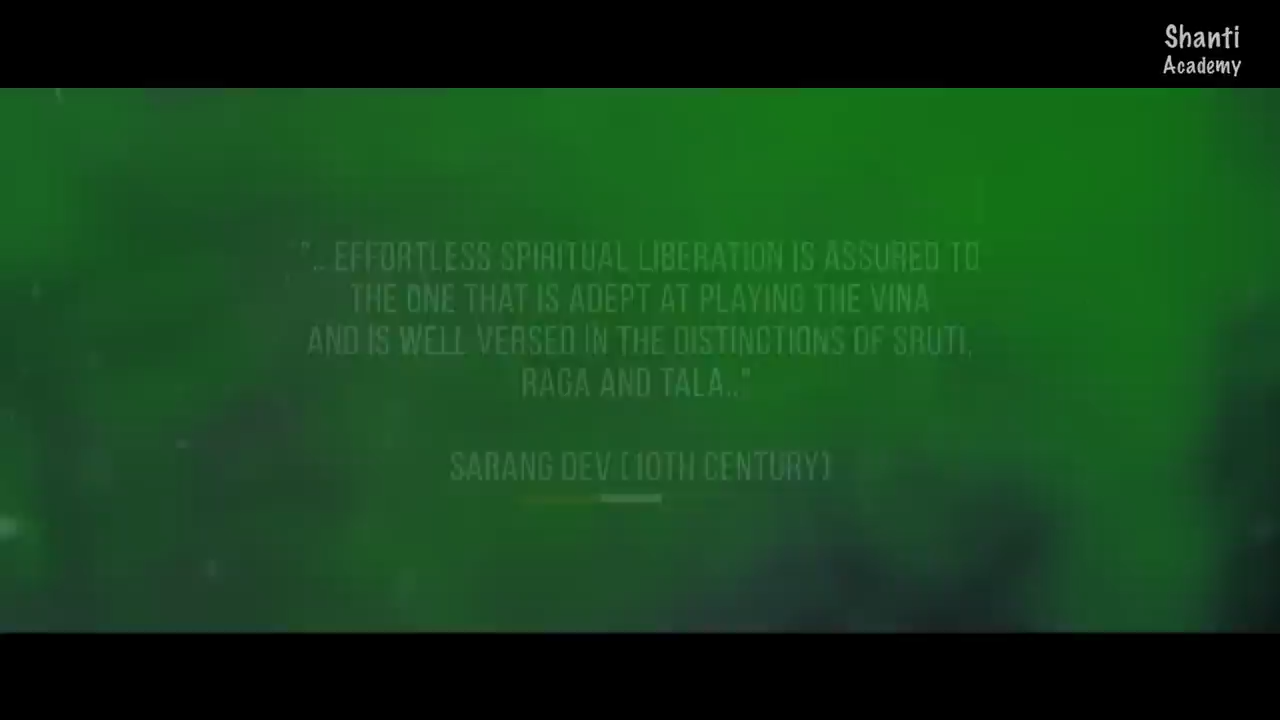 Shanti
Academy
".. EFFORTLESS SPIRITUAL LIBERATION IS ASSURED TO
THE ONE THAT IS ADEPT AT PLAYING THE VINA
AND IS WELL VERSED IN THE DISTINCTIONS OF SRUTI,
RAGA AND TALA.."
SARANG DEV (10TH CENTURY)